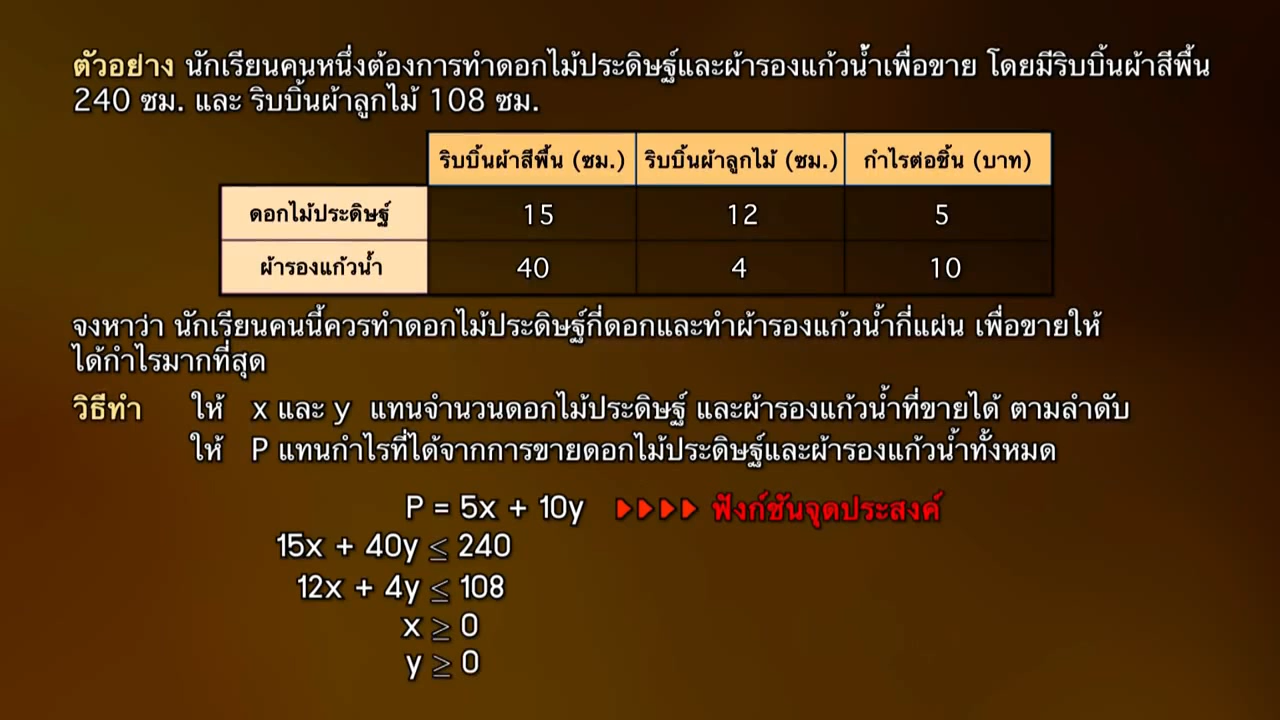 ตัวอย่าง นักเรียนคนหนึ่งต้องการทำดอกไม้ประดิษฐ์และผ้ารองแก้วน้ำเพื่อขาย โดยมีริบบิ้นผ้าสีพื้น
240 ซม. และ ริบบิ้นผ้าลูกไม้ 108 ซม.
ริบบิ้นผ้าสีพื้น (ซม.) ริบบิ้นผ้าลูกไม้ (ซม.) กำไรต่อชิ้น (บาท)
ดอกไม้ประดิษฐ์ 15 12 5
ผ้ารองแก้วน้ำ 40 4 10
จงหาว่า นักเรียนคนนี้ควรทำดอกไม้ประดิษฐ์กี่ดอกและทำผ้ารองแก้วน้ำกี่แผ่น เพื่อขายให้
ได้กำไรมากที่สุด
วิธีทำ ให้ x และ y แทนจำนวนดอกไม้ประดิษฐ์ และผ้ารองแก้วน้ำที่ขายได้ ตามลำดับ
ให้ P แทนกำไรที่ได้จากการขายดอกไม้ประดิษฐ์และผ้ารองแก้วน้ำทั้งหมด
P = 5x + 10y ฟังก์ชันจุดประสงค์
15x + 40y ≤ 240
12x + 4y ≤ 108
x ≥ 0
y ≥ 0